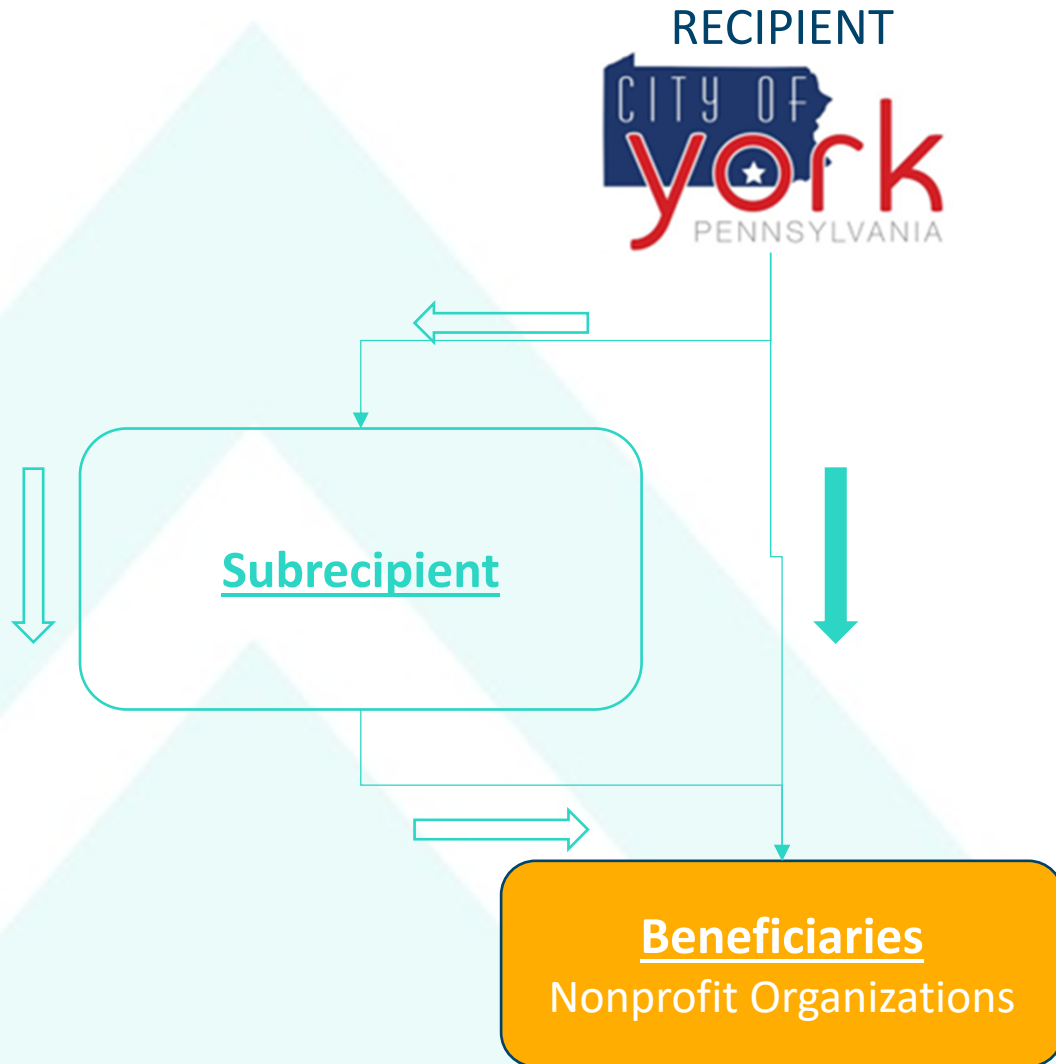 RECIPIENT
CITY OF
york
PENNSYLVANIA
Subrecipient
Beneficiaries
Nonprofit Organizations